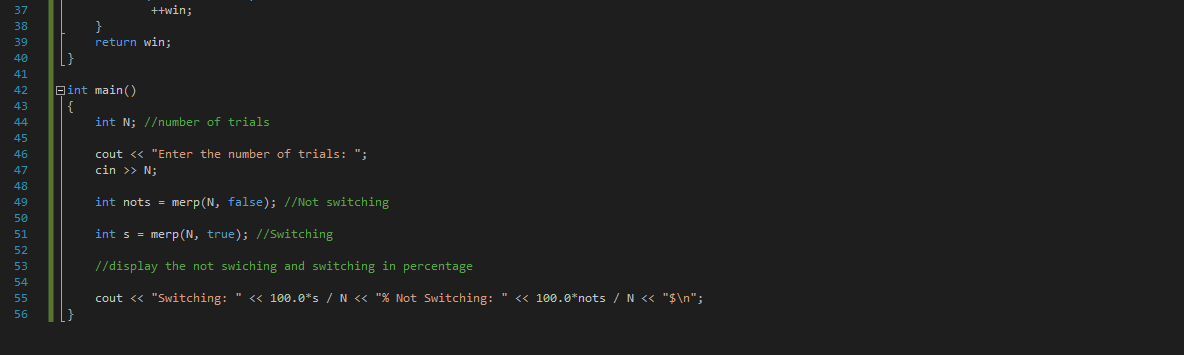 37 ++win;
38 }
39 return win;
40 }
41
42 int main()
43 {
44 int N; //number of trials
45
46 cout << "Enter the number of trials: ";
47 cin >> N;
48
49 int nots = merp(N, false); //Not switching
50
51 int s = merp(N, true); //Switching
52
53 //display the not swiching and switching in percentage
54
55 cout << "Switching: " << 100.0*s / N << "% Not Switching: " << 100.0*nots / N << "$\n";
56 }